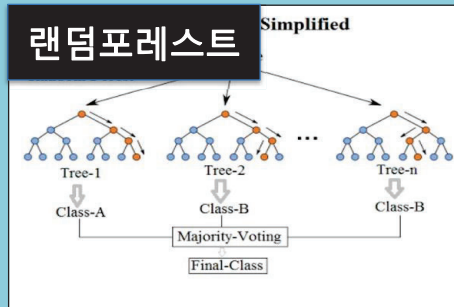 랜덤포레스트
Simplified
...
Tree-1 Tree-2 Tree-n
Class-A Class-B Class-B
Majority-Voting
Final-Class